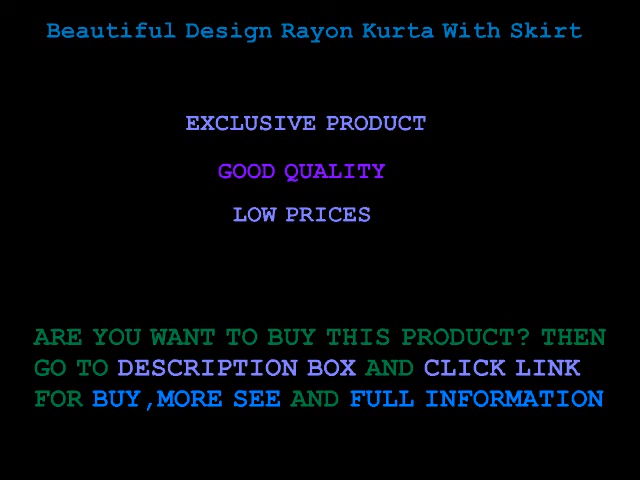 Beautiful Design Rayon Kurta With Skirt
EXCLUSIVE PRODUCT
GOOD QUALITY
LOW PRICES
ARE YOU WANT TO BUY THIS PRODUCT? THEN
GO TO DESCRIPTION BOX AND CLICK LINK
FOR BUY,MORE SEE AND FULL INFORMATION